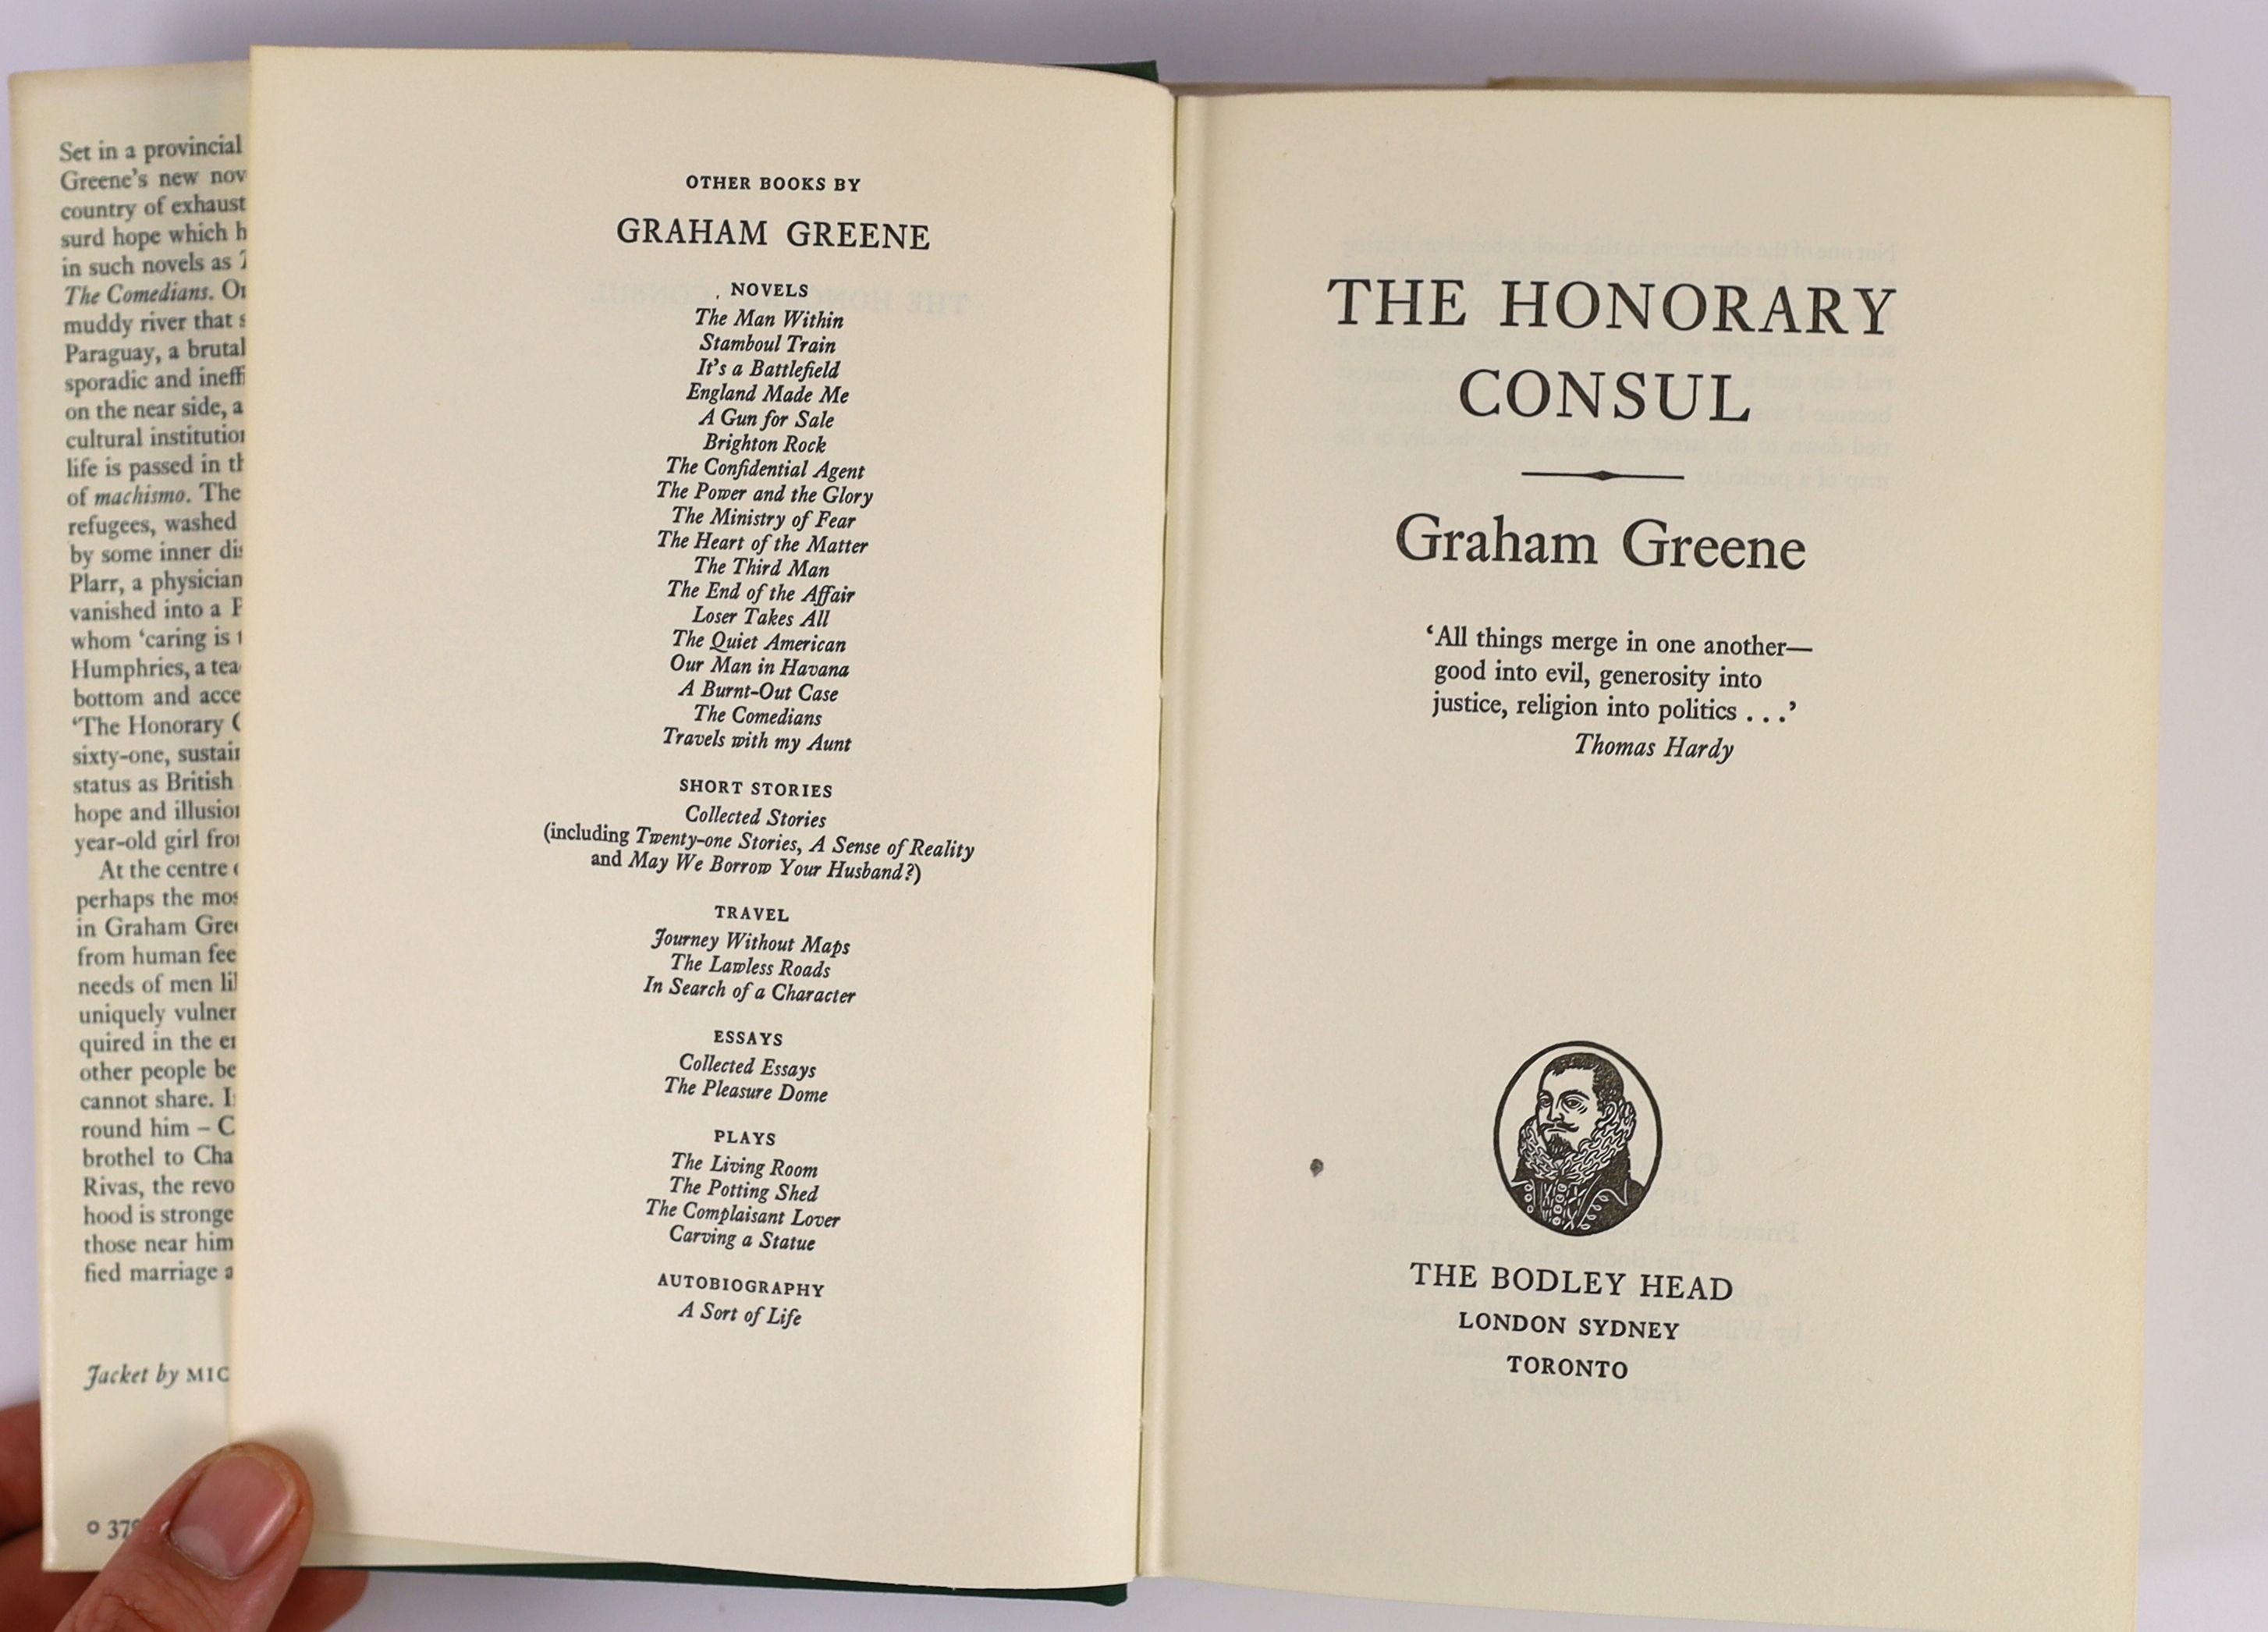 Set in a provincial
Greene's new nov
country of exhaust
surd hope which h
in such novels as
The Comedians. Or
muddy river that s
Paraguay, a brutal
sporadic and ineffi
on the near side, a
cultural institution
life is passed in th
of machismo. The
refugees, washed
by some inner dis
Plarr, a physician
vanished into a P
whom ‘caring is t
Humphries, a tea
bottom and acce
‘The Honorary C
sixty-one, sustain
status as British
hope and illusion
year-old girl from
At the centre
perhaps the mos
in Graham Gree
from human fee
needs of men lik
uniquely vulner
quired in the
other people be
cannot share. I
round him – C
brothel to Cha
Rivas, the revo
hood is stronge
those near him
fied marriage a
Jacket by MIC
0 37
OTHER BOOKS BY
GRAHAM GREENE
NOVELS
The Man Within
Stamboul Train
It's a Battlefield
England Made Me
A Gun for Sale
Brighton Rock
The Confidential Agent
The Power and the Glory
The Ministry of Fear
The Heart of the Matter
The Third Man
The End of the Affair
Loser Takes All
The Quiet American
Our Man in Havana
A Burnt-Out Case
The Comedians
Travels with my Aunt
SHORT STORIES
Collected Stories
(including Twenty-one Stories, A Sense of Reality
and May We Borrow Your Husband?)
TRAVEL
Journey Without Maps
The Lawless Roads
In Search of a Character
ESSAYS
Collected Essays
The Pleasure Dome
PLAYS
The Living Room
The Potting Shed
The Complaisant Lover
Carving a Statue
AUTOBIOGRAPHY
A Sort of Life
THE HONORARY
CONSUL
Graham Greene
‘All things merge in one another—
good into evil, generosity into
justice, religion into politics . . .’
Thomas Hardy
THE BODLEY HEAD
LONDON SYDNEY
TORONTO